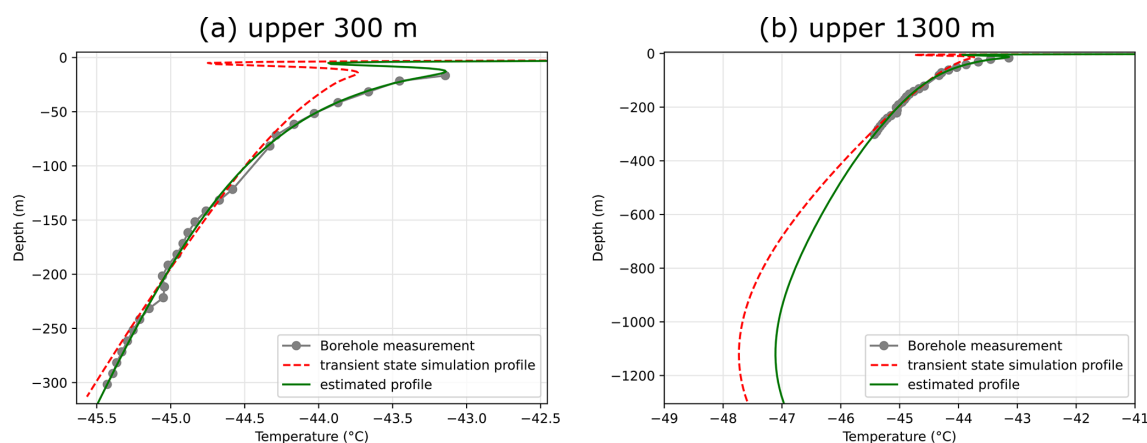 (a) upper 300 m
0
−50
−100
−150
−200
−250
−300
Depth (m)
−45.5
−45.0
−44.5
−44.0
−43.5
−43.0
−42.5
Temperature (°C)
Borehole measurement
transient state simulation profile
estimated profile
(b) upper 1300 m
0
−200
−400
−600
−800
−1000
−1200
Depth (m)
−49
−48
−47
−46
−45
−44
−43
−42
−41
Temperature (°C)
Borehole measurement
transient state simulation profile
estimated profile